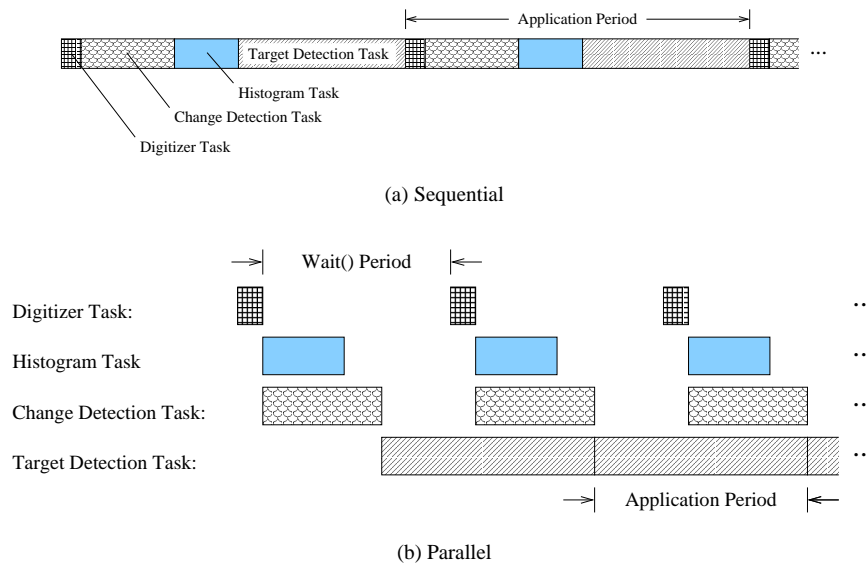 Application Period
Target Detection Task
...
Histogram Task
Change Detection Task
Digitizer Task
(a) Sequential
Wait() Period
Digitizer Task:
Histogram Task
Change Detection Task:
Target Detection Task:
Application Period
(b) Parallel